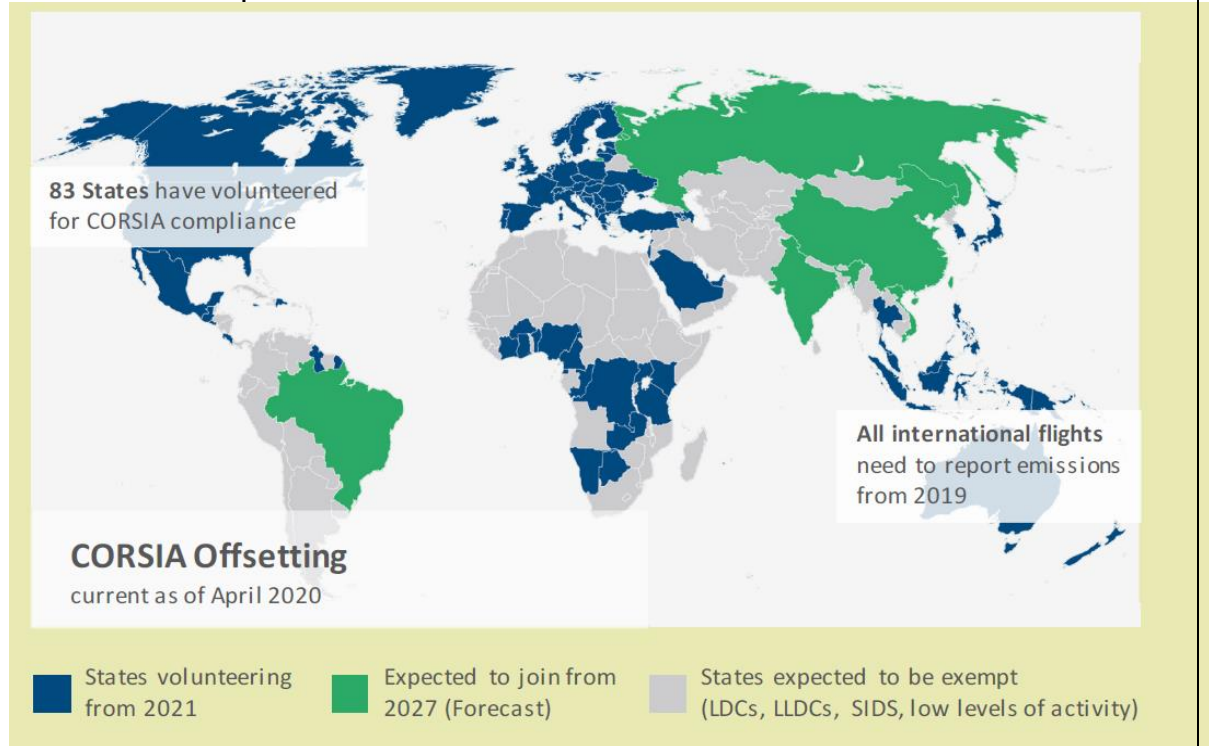 83 States have volunteered
for CORSIA compliance
All international flights
need to report emissions
from 2019
CORSIA Offsetting
current as of April 2020
States volunteering
from 2021
Expected to join from
2027 (Forecast)
States expected to be exempt
(LDCs, LLDCs, SIDS, low levels of activity)